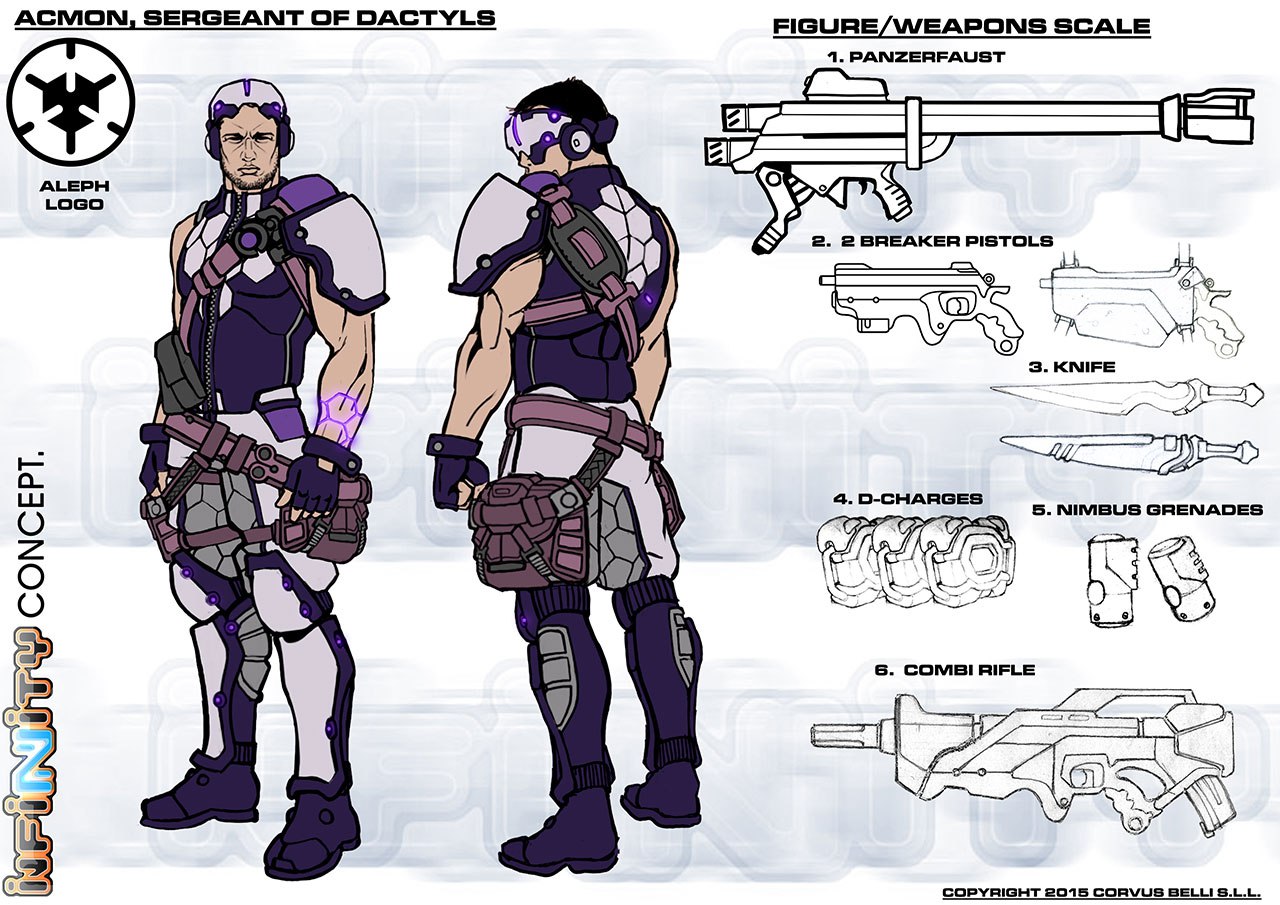 ACMON, SERGEANT OF DACTYLS
ALEPH
LOGO
FIGURE/WEAPONS SCALE
1. PANZERFAUST
2. 2 BREAKER PISTOLS
3. KNIFE
4. D-CHARGES
5. NIMBUS GRENADES
6. COMBI RIFLE
INFINITY CONCEPT.
COPYRIGHT 2015 CORVUS BELLI S.L.L.